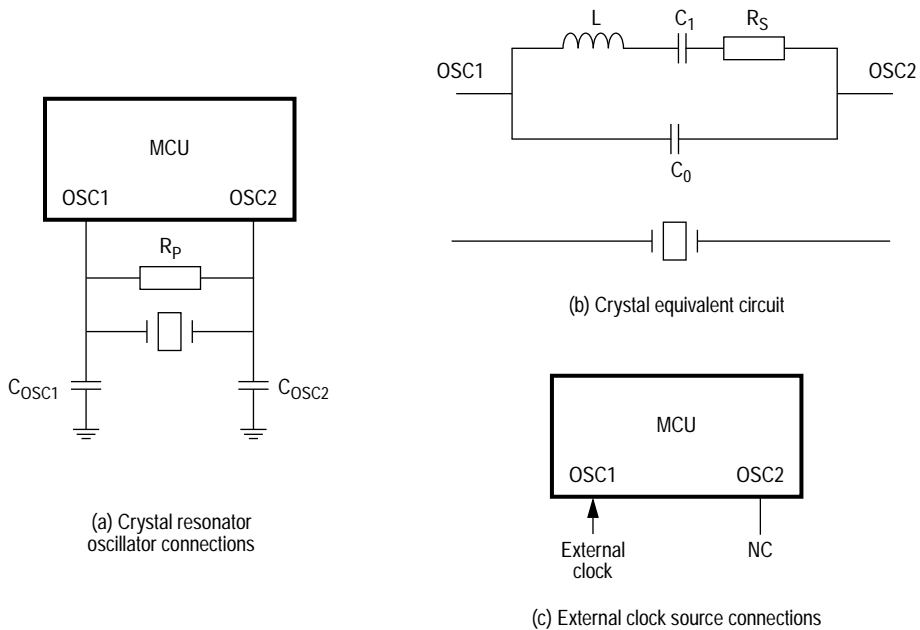 MCU
OSC1 OSC2
R_P
C_OSC1 C_OSC2
(a) Crystal resonator
oscillator connections
L C_1 R_S
OSC1 OSC2
C_0
(b) Crystal equivalent circuit
MCU
OSC1 OSC2
External
clock
NC
(c) External clock source connections